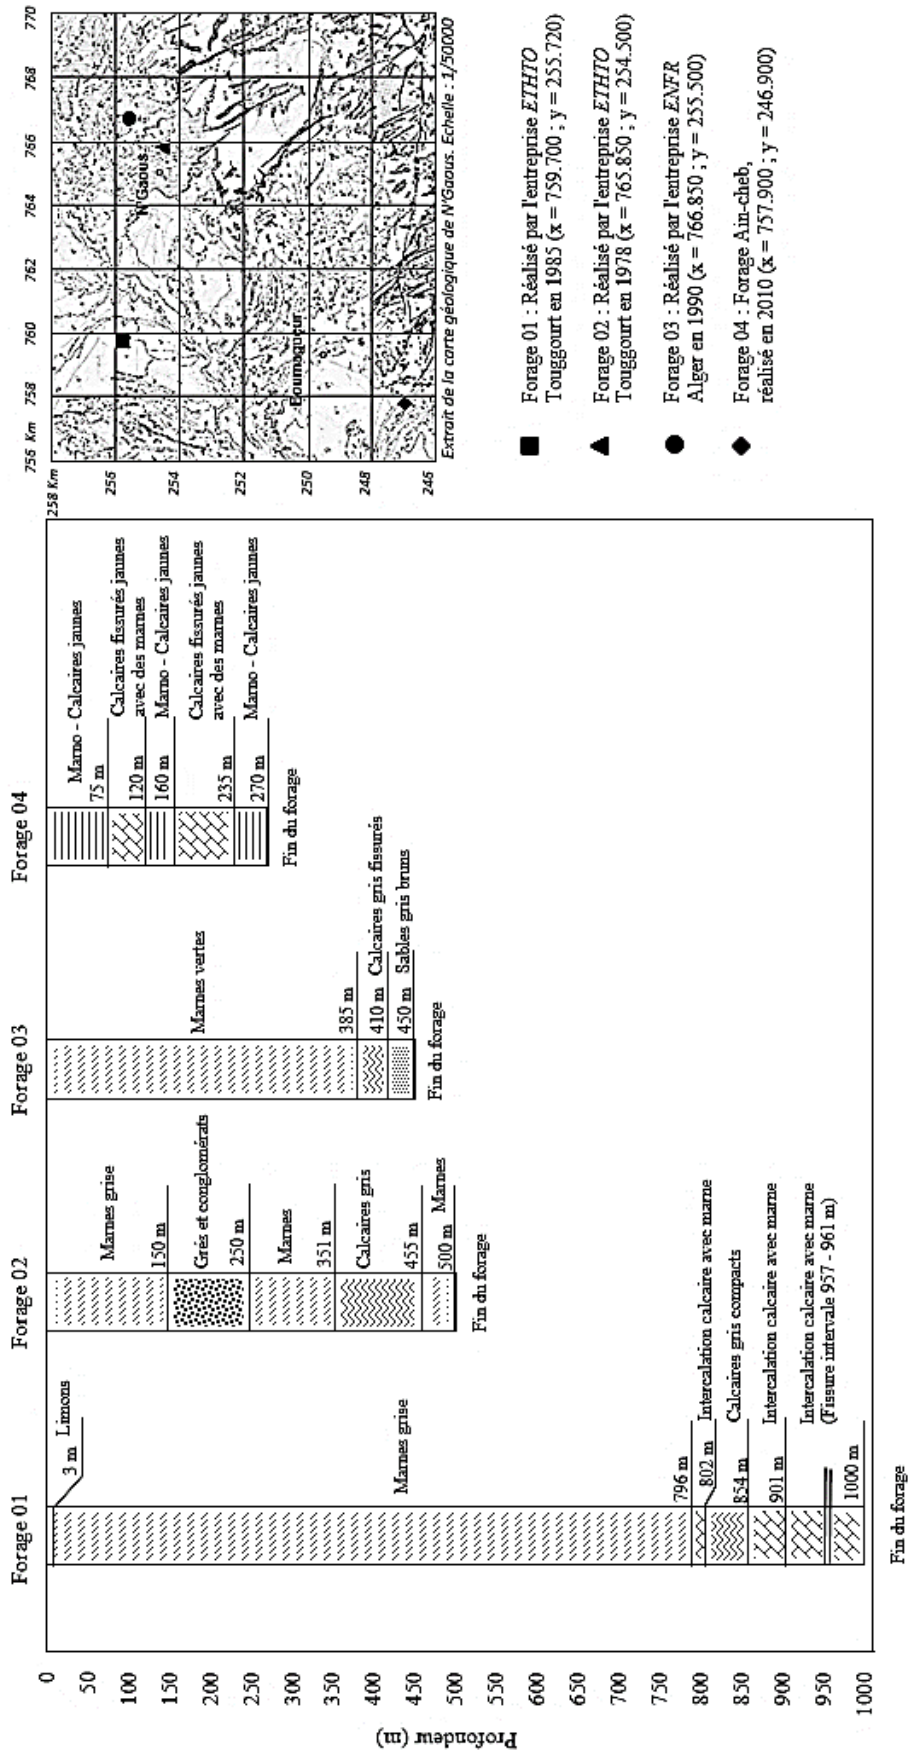 Forage 01
Forage 02
Forage 03
Forage 04
Profondeur (m)
0
50
100
150
200
250
300
350
400
450
500
550
600
650
700
750
800
850
900
950
1000
3 m Limons
Marnes grise
796 m
802 m Intercalation calcaire avec marne
854 m Calcaires gris compacts
901 m Intercalation calcaire avec marne
Intercalation calcaire avec marne
(Fissure intervale 957 - 961 m)
1000 m
Fin du forage
Marnes grise
150 m
Grés et conglomérats
250 m
Marnes
351 m
Calcaires gris
455 m
Marnes
500 m
Fin du forage
Marnes vertes
385 m
410 m Calcaires gris fissurés
450 m Sables gris bruns
Fin du forage
Marno - Calcaires jaunes
75 m
Calcaires fissurés jaunes
120 m avec des marnes
160 m Marno - Calcaires jaunes
Calcaires fissurés jaunes
235 m avec des marnes
270 m Marno - Calcaires jaunes
Fin du forage
756 Km
758
760
762
764
766
768
770
258 Km
256
254
252
250
248
246
N'Gaous
Boumagueur
Extrait de la carte géologique de N'Gaous. Echelle : 1/50000
Forage 01 : Réalisé par l'entreprise ETHTO
Touggourt en 1985 (x = 759.700 ; y = 255.720)
Forage 02 : Réalisé par l'entreprise ETHTO
Touggourt en 1978 (x = 765.850 ; y = 254.500)
Forage 03 : Réalisé par l'entreprise ENFR
Alger en 1990 (x = 766.850 ; y = 255.500)
Forage 04 : Forage Ain-cheb,
réalisé en 2010 (x = 757.900 ; y = 246.900)